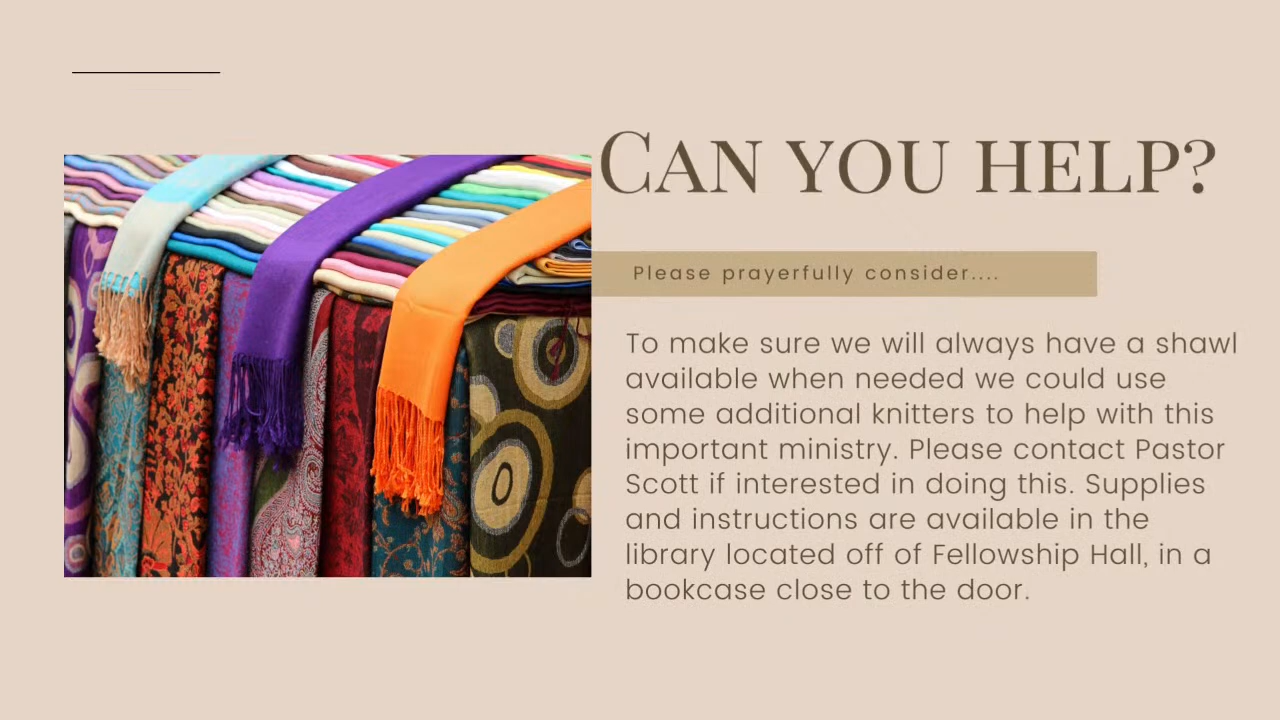 Can you help?
Please prayerfully consider....
To make sure we will always have a shawl
available when needed we could use
some additional knitters to help with this
important ministry. Please contact Pastor
Scott if interested in doing this. Supplies
and instructions are available in the
library located off of Fellowship Hall, in a
bookcase close to the door.